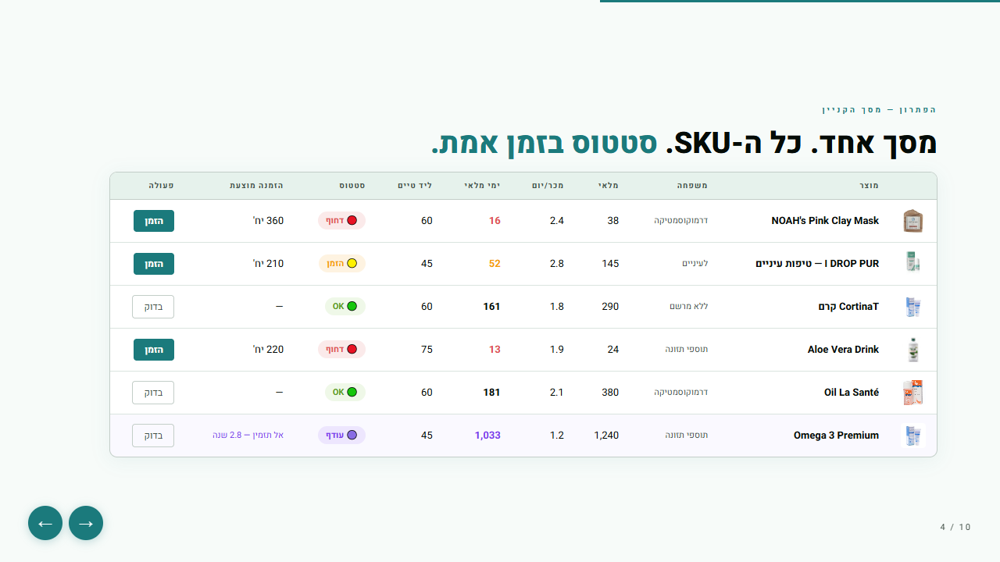 הפתרון — מסך הקניין
מסך אחד. כל ה-SKU. סטטוס בזמן אמת.
מוצר משפחה מלאי מכר/יום ימי מלאי ליד טיים סטטוס הזמנה מוצעת פעולה
NOAH's Pink Clay Mask דרמוקוסמטיקה 38 2.4 16 60 דחוף 360 יח' הזמן
I DROP PUR — טיפות עיניים לעיניים 145 2.8 52 45 הזמן 210 יח' הזמן
CortinaT קרם ללא מרשם 290 1.8 161 60 OK — בדוק
Aloe Vera Drink תוספי תזונה 24 1.9 13 75 דחוף 220 יח' הזמן
Oil La Santé דרמוקוסמטיקה 380 2.1 181 60 OK — בדוק
Omega 3 Premium תוספי תזונה 1,240 1.2 1,033 45 עודף אל תזמין — 2.8 שנה בדוק
← →
4 / 10